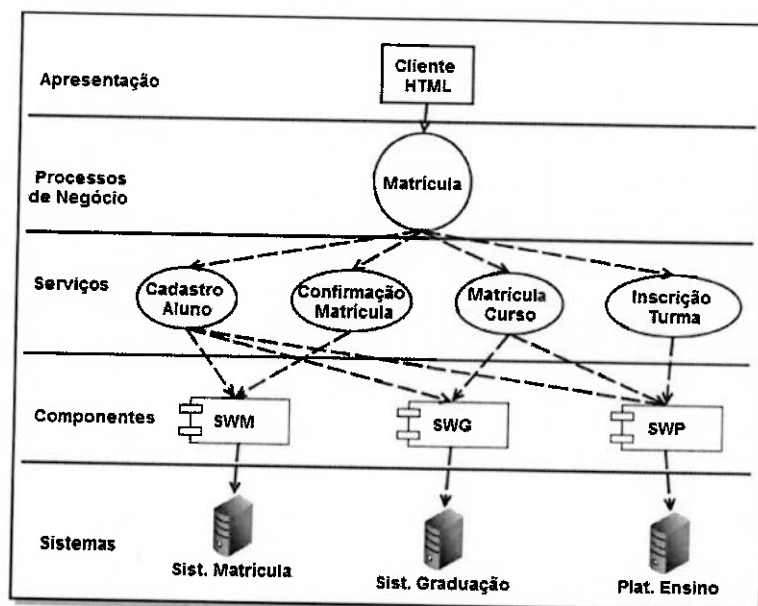 Apresentação
Cliente
HTML
Processos
de Negócio
Matrícula
Serviços
Cadastro
Aluno
Confirmação
Matrícula
Matrícula
Curso
Inscrição
Turma
Componentes
SWM
SWG
SWP
Sistemas
Sist. Matrícula
Sist. Graduação
Plat. Ensino